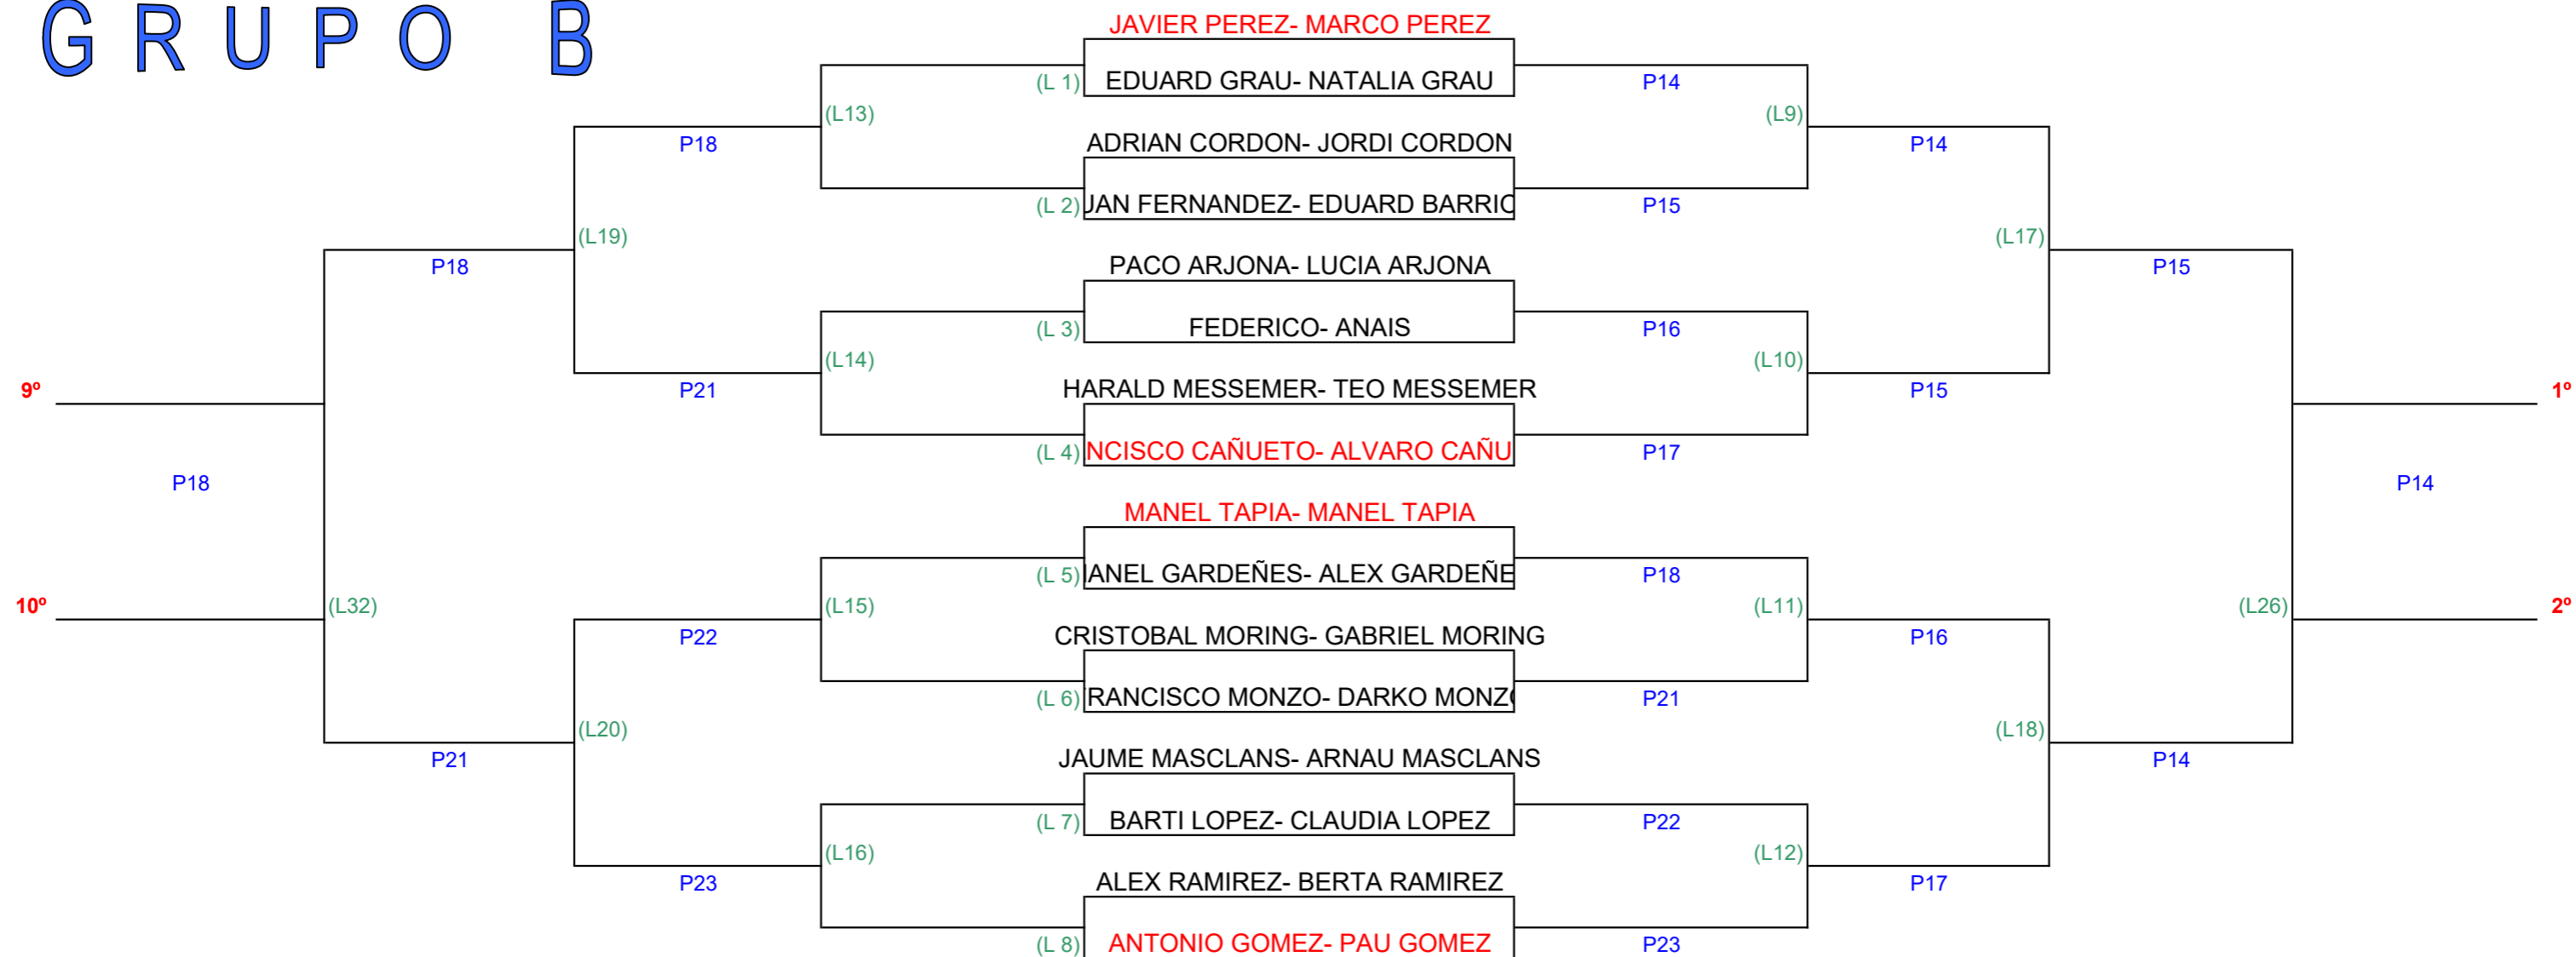 GRUPO B
JAVIER PEREZ- MARCO PEREZ
(L 1) EDUARD GRAU- NATALIA GRAU P14
(L13) (L9)
ADRIAN CORDON- JORDI CORDON
P18 P14
(L 2) JAN FERNANDEZ- EDUARD BARRIO P15
(L19) (L17)
PACO ARJONA- LUCIA ARJONA
P18 P15
(L 3) FEDERICO- ANAIS P16
(L14) (L10)
9º P21 HARALD MESSEMER- TEO MESSEMER P15 1º
(L 4) NCISCO CAÑUETO- ALVARO CAÑU P17
P18 P14
MANEL TAPIA- MANEL TAPIA
(L 5) ANEL GARDEÑES- ALEX GARDEÑE P18
10º (L32) (L15) (L11) (L26) 2º
P22 CRISTOBAL MORING- GABRIEL MORING P16
(L 6) RANCISCO MONZO- DARKO MONZO P21
(L20) (L18)
P21 JAUME MASCLANS- ARNAU MASCLANS P14
(L 7) BARTI LOPEZ- CLAUDIA LOPEZ P22
(L16) (L12)
P23 ALEX RAMIREZ- BERTA RAMIREZ P17
(L 8) ANTONIO GOMEZ- PAU GOMEZ P23